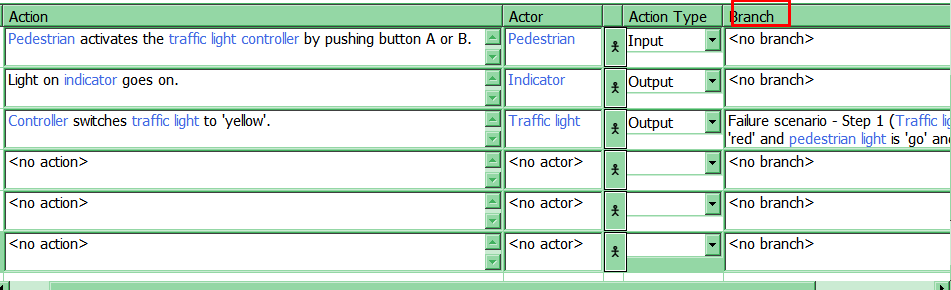 Action Actor Action Type Branch
Pedestrian activates the traffic light controller by pushing button A or B. Pedestrian Input <no branch>
Light on indicator goes on. Indicator Output <no branch>
Controller switches traffic light to 'yellow'. Traffic light Output Failure scenario - Step 1 (Traffic
'red' and pedestrian light is 'go' an
<no action> <no actor> <no branch>
<no action> <no actor> <no branch>
<no action> <no actor> <no branch>